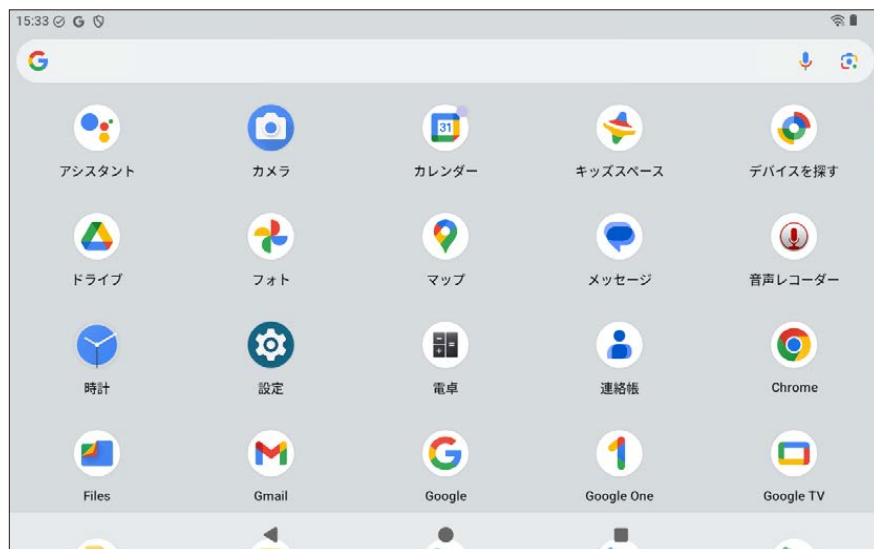 15:33
アシスタント カメラ カレンダー キッズスペース デバイスを探す
31
ドライブ フォト マップ メッセージ 音声レコーダー
時計 設定 電卓 連絡帳 Chrome
Files Gmail Google Google One Google TV